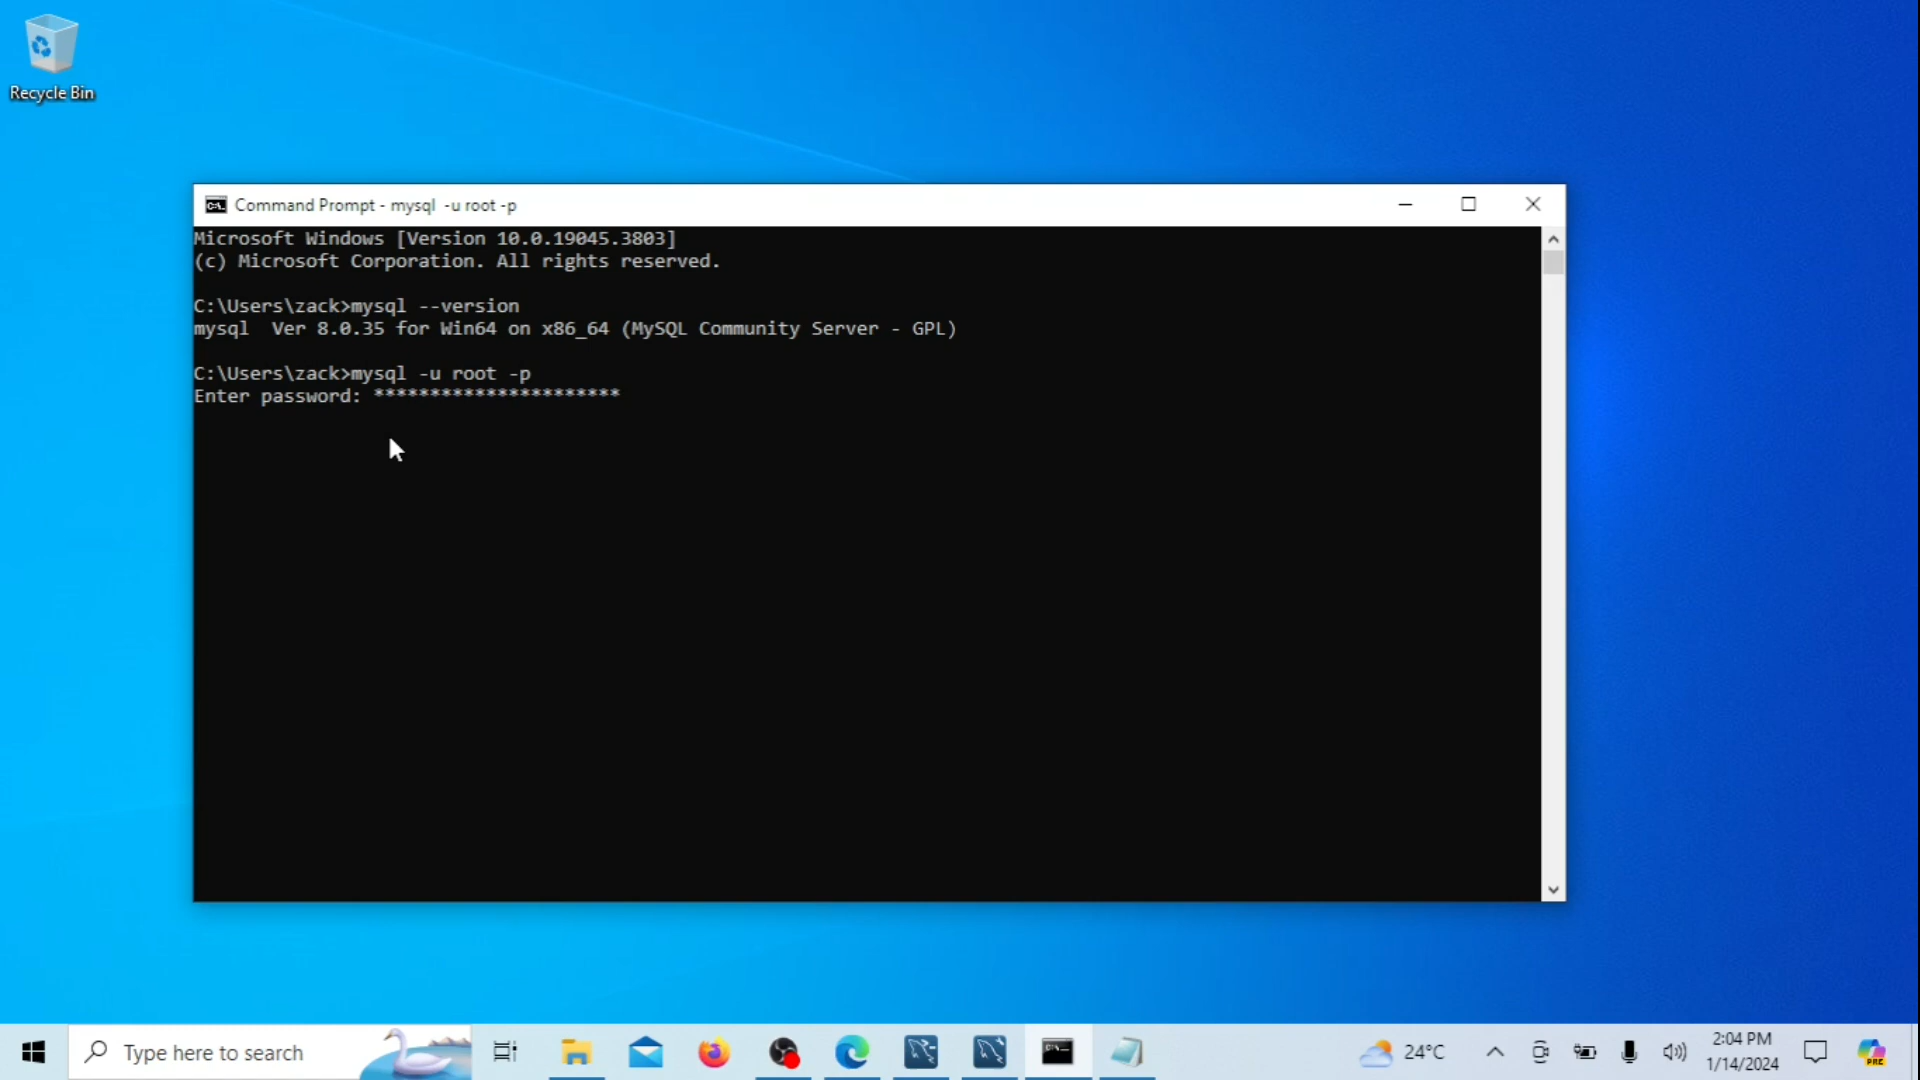 Recycle Bin
Command Prompt - mysql  -u root -p
Microsoft Windows [Version 10.0.19045.3803]
(c) Microsoft Corporation. All rights reserved.
C:\Users\zack>mysql --version
mysql  Ver 8.0.35 for Win64 on x86_64 (MySQL Community Server - GPL)
C:\Users\zack>mysql -u root -p
Enter password: **********************
Type here to search
24°C
2:04 PM
1/14/2024
PRE